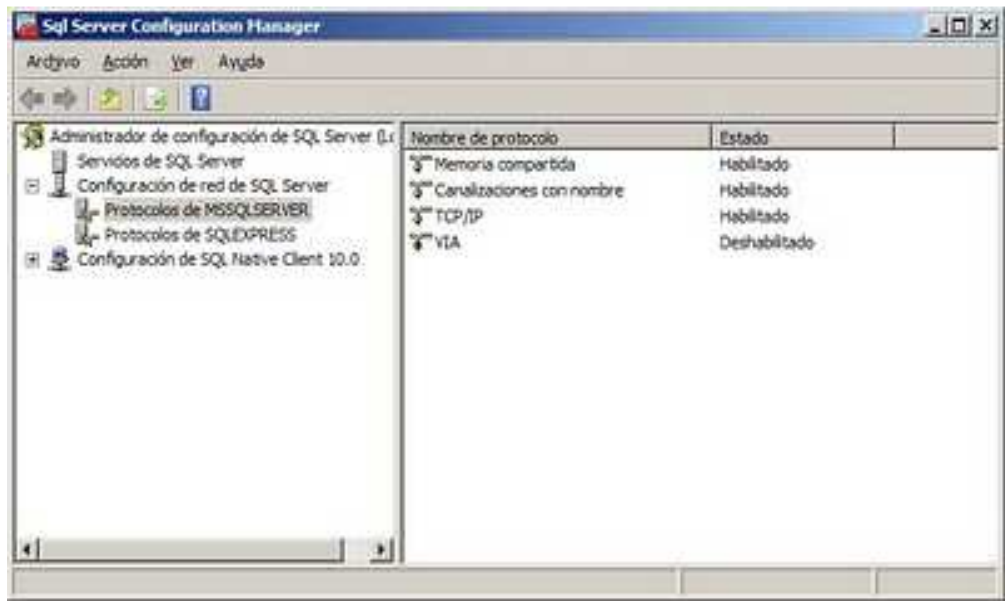 Sql Server Configuration Manager
Archivo Acción Ver Ayuda
Administrador de configuración de SQL Server (Lo
Servicios de SQL Server
Configuración de red de SQL Server
Protocolos de MSSQLSERVER
Protocolos de SQLEXPRESS
Configuración de SQL Native Client 10.0
Nombre de protocolo Estado
Memoria compartida Habilitado
Canalizaciones con nombre Habilitado
TCP/IP Habilitado
VIA Deshabilitado